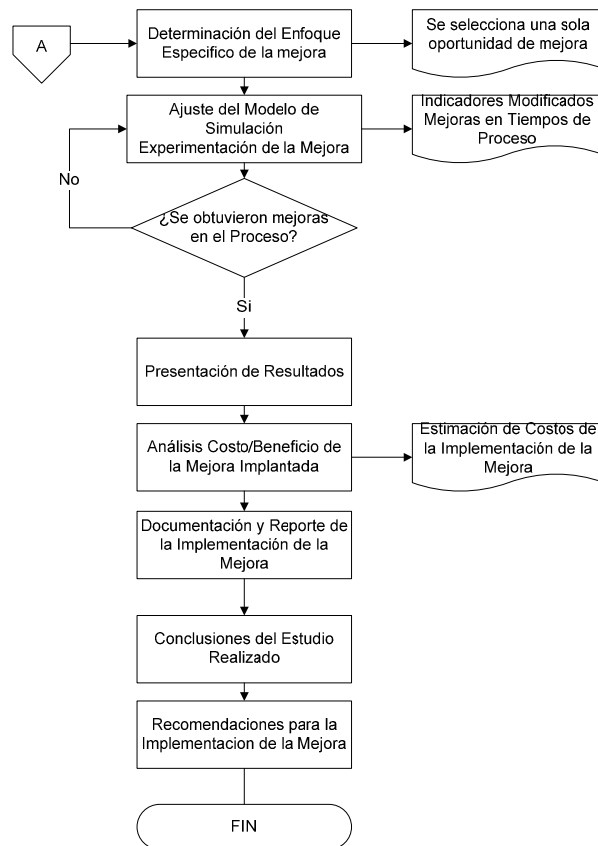 A
Determinación del Enfoque
Especifico de la mejora
Se selecciona una sola
oportunidad de mejora
Ajuste del Modelo de
Simulación
Experimentación de la Mejora
Indicadores Modificados
Mejoras en Tiempos de
Proceso
No
¿Se obtuvieron mejoras
en el Proceso?
Si
Presentación de Resultados
Análisis Costo/Beneficio de
la Mejora Implantada
Estimación de Costos de
la Implementación de la
Mejora
Documentación y Reporte de
la Implementación de la
Mejora
Conclusiones del Estudio
Realizado
Recomendaciones para la
Implementacion de la Mejora
FIN